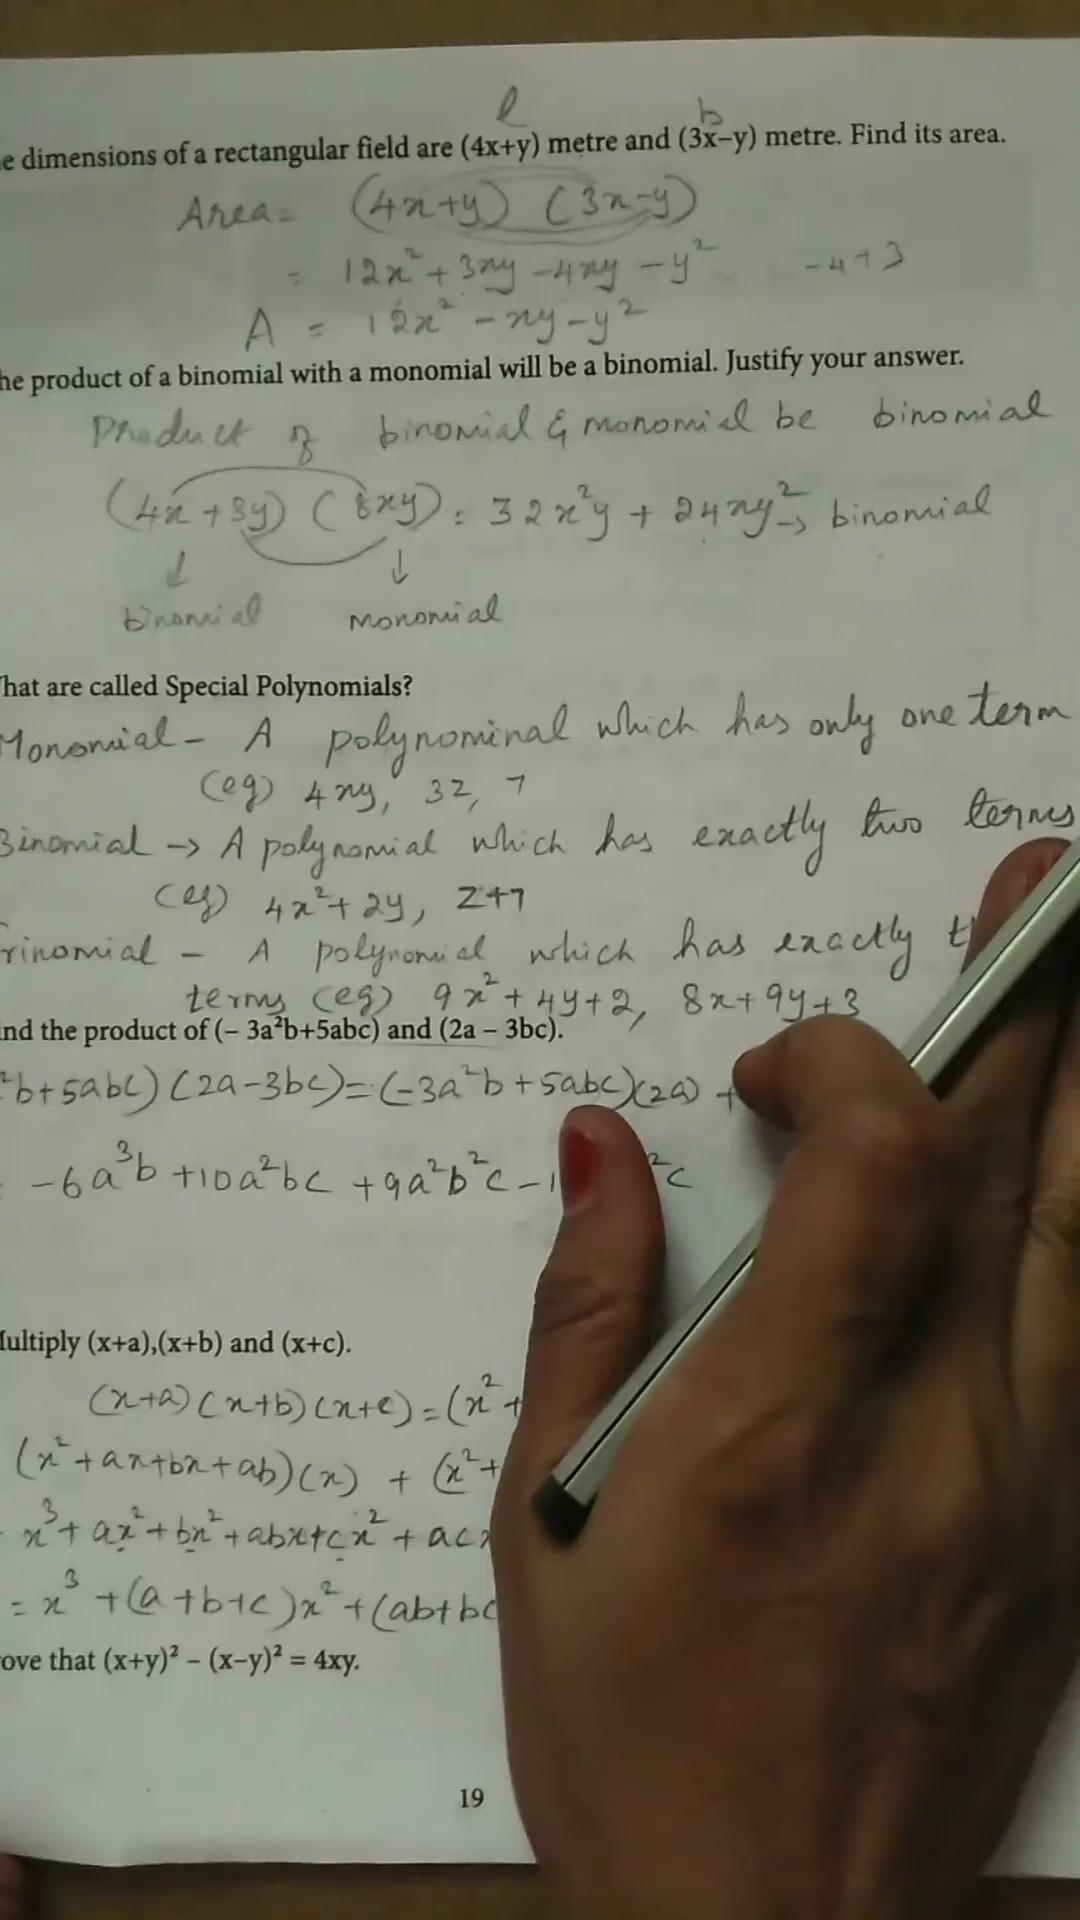 l b
e dimensions of a rectangular field are (4x+y) metre and (3x–y) metre. Find its area.
Area = (4x+y) (3x-y)
= 12x² + 3xy - 4xy - y² -4+3
A = 12x² - xy - y²
he product of a binomial with a monomial will be a binomial. Justify your answer.
Product of binomial & monomial be binomial
(4x+3y) (8xy) = 32x²y + 24xy² → binomial
↓ ↓
binomial monomial
hat are called Special Polynomials?
Monomial - A polynominal which has only one term
(eg) 4xy, 32, 7
Binomial → A polynomial which has exactly two terms
(eg) 4x² + 2y, z+7
rinomial - A polynomial which has exactly t
terms (eg) 9x² + 4y + 2, 8x + 9y + 3
nd the product of (– 3a²b+5abc) and (2a – 3bc).
²b+5abc) (2a-3bc) = (-3a²b + 5abc)(2a) +
-6a³b + 10a²bc + 9a²b²c - 1 ²c
ultiply (x+a),(x+b) and (x+c).
(x+a) (x+b) (x+c) = (x² +
(x² + ax + bx + ab) (x) + (x² +
x³ + ax² + bx² + abx + cx² + acx
= x³ + (a+b+c)x² + (ab+bc
ove that (x+y)² – (x–y)² = 4xy.
19